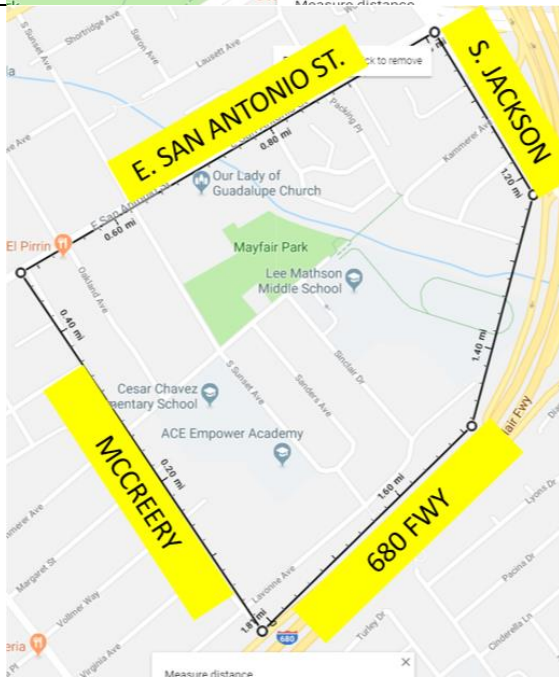 Measure distance
Shortridge Ave
S Sunset Ave
Saron Ave
Lausett Ave
ck to remove
E. SAN ANTONIO ST.
S. JACKSON
Packing Pl
Kammerer Ave
0.80 mi
1.20 mi
Our Lady of
Guadalupe Church
E San Antonio St
0.60 mi
El Pirrin
Mayfair Park
Oakland Ave
Lee Mathson
Middle School
0.40 mi
1.40 mi
S Sunset Ave
Sinclair Dr
Sanders Ave
Cesar Chavez
mentary School
ACE Empower Academy
MCCREERY
0.20 mi
1.60 mi
680 FWY
lair Fwy
Lyons Dr
Margaret St
Lavonne Ave
Pacina Dr
Vollmer Way
1.81 mi
680
Turley Dr
Cinderella Ln
eria
Virginia Ave
Measure distance